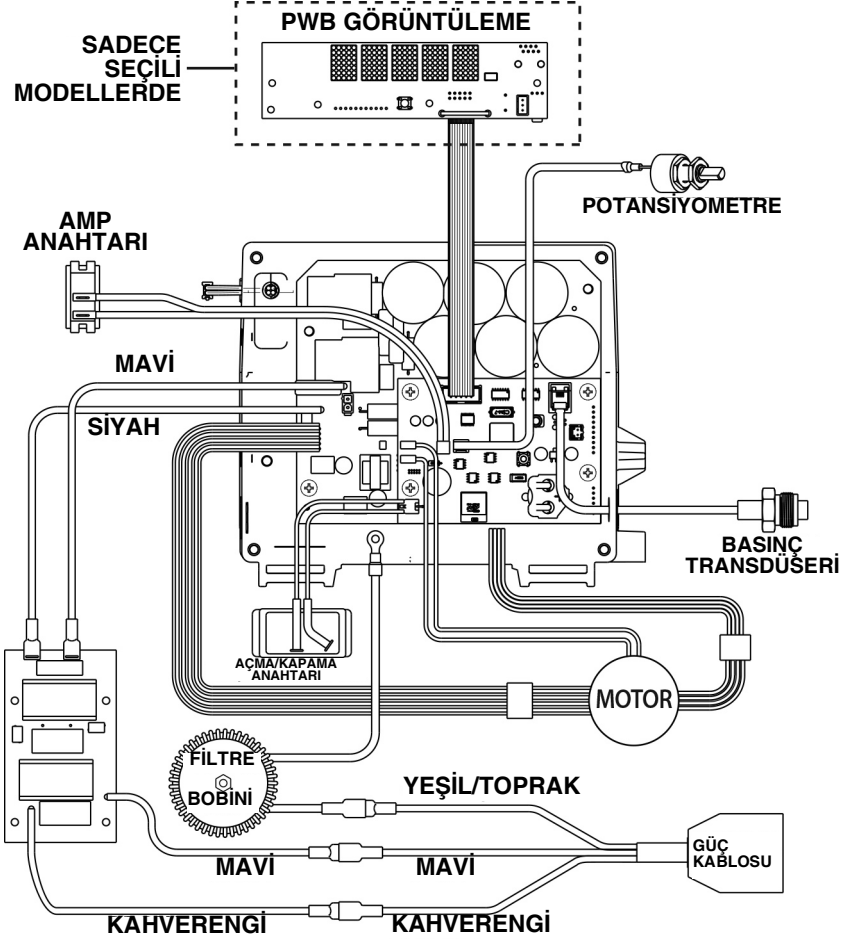 PWB GÖRÜNTÜLEME
SADECE
SEÇİLİ
MODELLERDE
POTANSİYOMETRE
AMP
ANAHTARI
MAVİ
SİYAH
BASINÇ
TRANSDÜSERİ
AÇMA/KAPAMA
ANAHTARI
MOTOR
FİLTRE
BOBİNİ
YEŞİL/TOPRAK
GÜÇ
KABLOSU
MAVİ
MAVİ
KAHVERENGİ
KAHVERENGİ